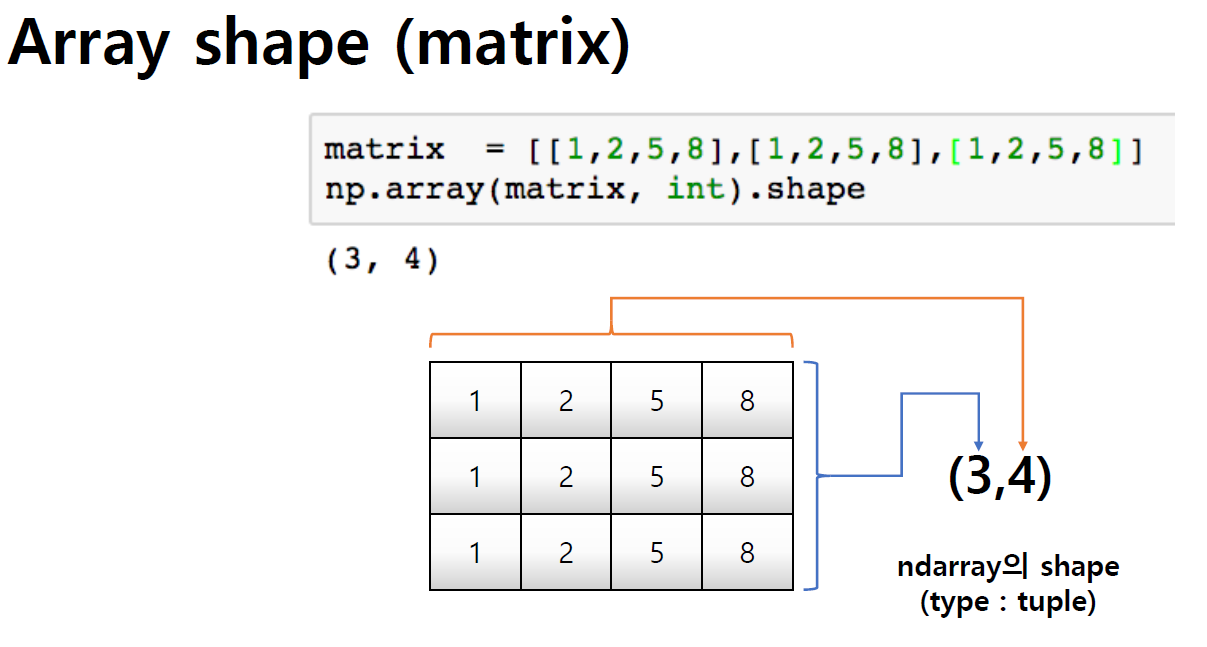 Array shape (matrix)
matrix  = [[1,2,5,8],[1,2,5,8],[1,2,5,8]]
np.array(matrix, int).shape
(3, 4)
1 2 5 8
1 2 5 8
1 2 5 8
(3,4)
ndarray의 shape
(type : tuple)